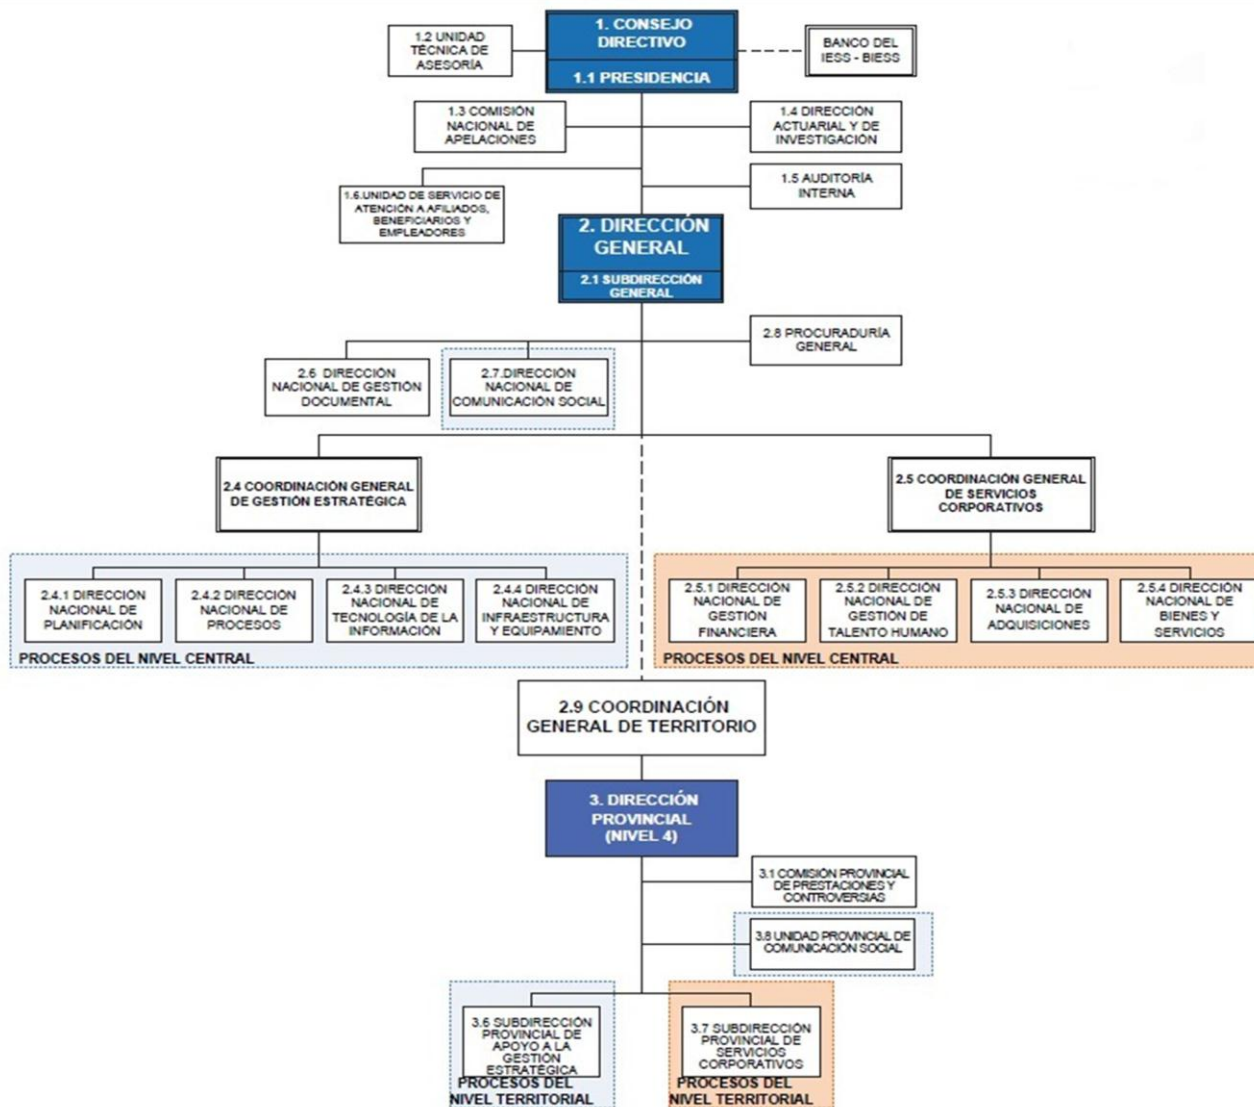 1. CONSEJO
DIRECTIVO
1.1 PRESIDENCIA
1.2 UNIDAD
TÉCNICA DE
ASESORÍA
BANCO DEL
IESS - BIESS
1.3 COMISIÓN
NACIONAL DE
APELACIONES
1.4 DIRECCIÓN
ACTUARIAL Y DE
INVESTIGACIÓN
1.6.UNIDAD DE SERVICIO DE
ATENCIÓN A AFILIADOS,
BENEFICIARIOS Y
EMPLEADORES
1.5 AUDITORÍA
INTERNA
2. DIRECCIÓN
GENERAL
2.1 SUBDIRECCIÓN
GENERAL
2.8 PROCURADURÍA
GENERAL
2.6 DIRECCIÓN
NACIONAL DE GESTIÓN
DOCUMENTAL
2.7.DIRECCIÓN
NACIONAL DE
COMUNICACIÓN SOCIAL
2.4 COORDINACIÓN GENERAL
DE GESTIÓN ESTRATÉGICA
2.5 COORDINACIÓN GENERAL
DE SERVICIOS
CORPORATIVOS
2.4.1 DIRECCIÓN
NACIONAL DE
PLANIFICACIÓN
2.4.2 DIRECCIÓN
NACIONAL DE
PROCESOS
2.4.3 DIRECCIÓN
NACIONAL DE
TECNOLOGÍA DE LA
INFORMACIÓN
2.4.4 DIRECCIÓN
NACIONAL DE
INFRAESTRUCTURA
Y EQUIPAMIENTO
PROCESOS DEL NIVEL CENTRAL
2.5.1 DIRECCIÓN
NACIONAL DE
GESTIÓN
FINANCIERA
2.5.2 DIRECCIÓN
NACIONAL DE
GESTIÓN DE
TALENTO HUMANO
2.5.3 DIRECCIÓN
NACIONAL DE
ADQUISICIONES
2.5.4 DIRECCIÓN
NACIONAL DE
BIENES Y
SERVICIOS
PROCESOS DEL NIVEL CENTRAL
2.9 COORDINACIÓN
GENERAL DE TERRITORIO
3. DIRECCIÓN
PROVINCIAL
(NIVEL 4)
3.1 COMISIÓN PROVINCIAL
DE PRESTACIONES Y
CONTROVERSIAS
3.8 UNIDAD PROVINCIAL DE
COMUNICACIÓN SOCIAL
3.6 SUBDIRECCIÓN
PROVINCIAL DE
APOYO A LA
GESTIÓN
ESTRATÉGICA
PROCESOS DEL
NIVEL TERRITORIAL
3.7 SUBDIRECCIÓN
PROVINCIAL DE
SERVICIOS
CORPORATIVOS
PROCESOS DEL
NIVEL TERRITORIAL